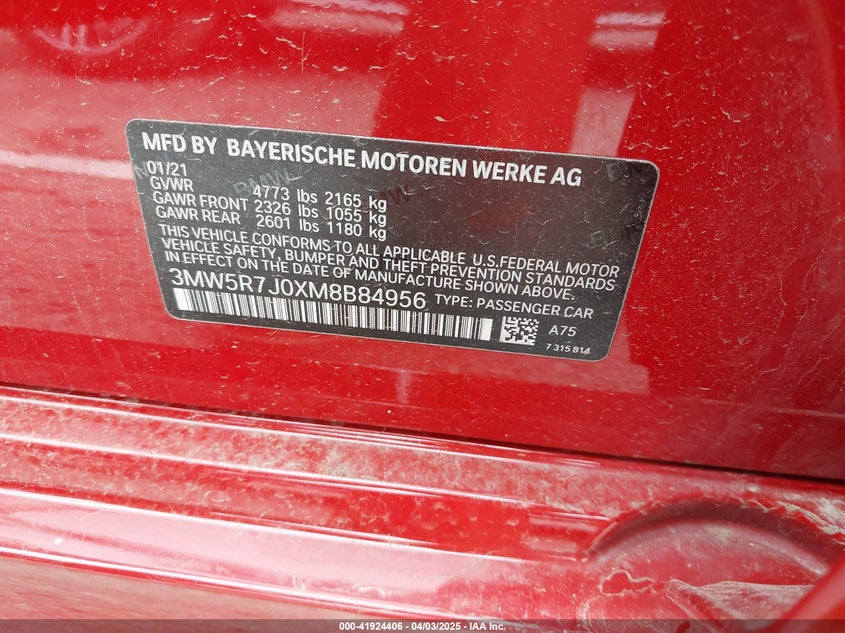 MFD BY BAYERISCHE MOTOREN WERKE AG
01/21
GVWR 4773 lbs 2165 kg
GAWR FRONT 2326 lbs 1055 kg
GAWR REAR 2601 lbs 1180 kg
THIS VEHICLE CONFORMS TO ALL APPLICABLE U.S.FEDERAL MOTOR
VEHICLE SAFETY, BUMPER AND THEFT PREVENTION STANDARDS
IN EFFECT ON THE DATE OF MANUFACTURE SHOWN ABOVE.
3MW5R7J0XM8B84956 TYPE: PASSENGER CAR
A75
7 315 814
000-41924406 - 04/03/2025 - IAA Inc.